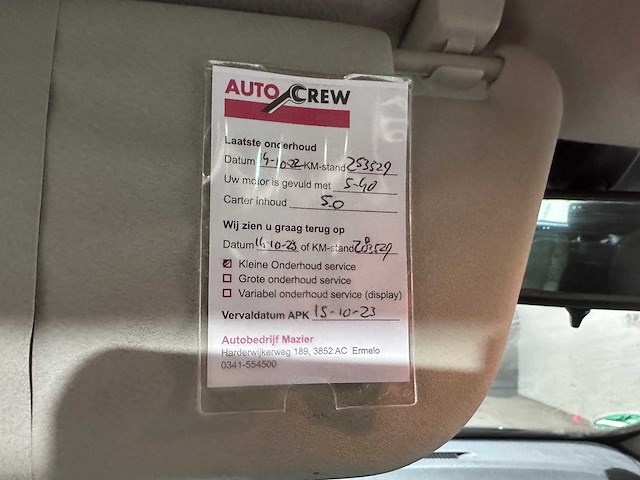 AUTO CREW
Laatste onderhoud
Datum 4-10-22 KM-stand 253529
Uw motor is gevuld met 5-40
Carter inhoud 5.0
Wij zien u graag terug op
Datum 14-10-23 of KM-stand
Kleine Onderhoud service
Grote onderhoud service
Variabel onderhoud service (display)
Vervaldatum APK 15-10-23
Autobedrijf Mazier
Harderwijkerweg 189, 3852 AC Ermelo
0341-554500